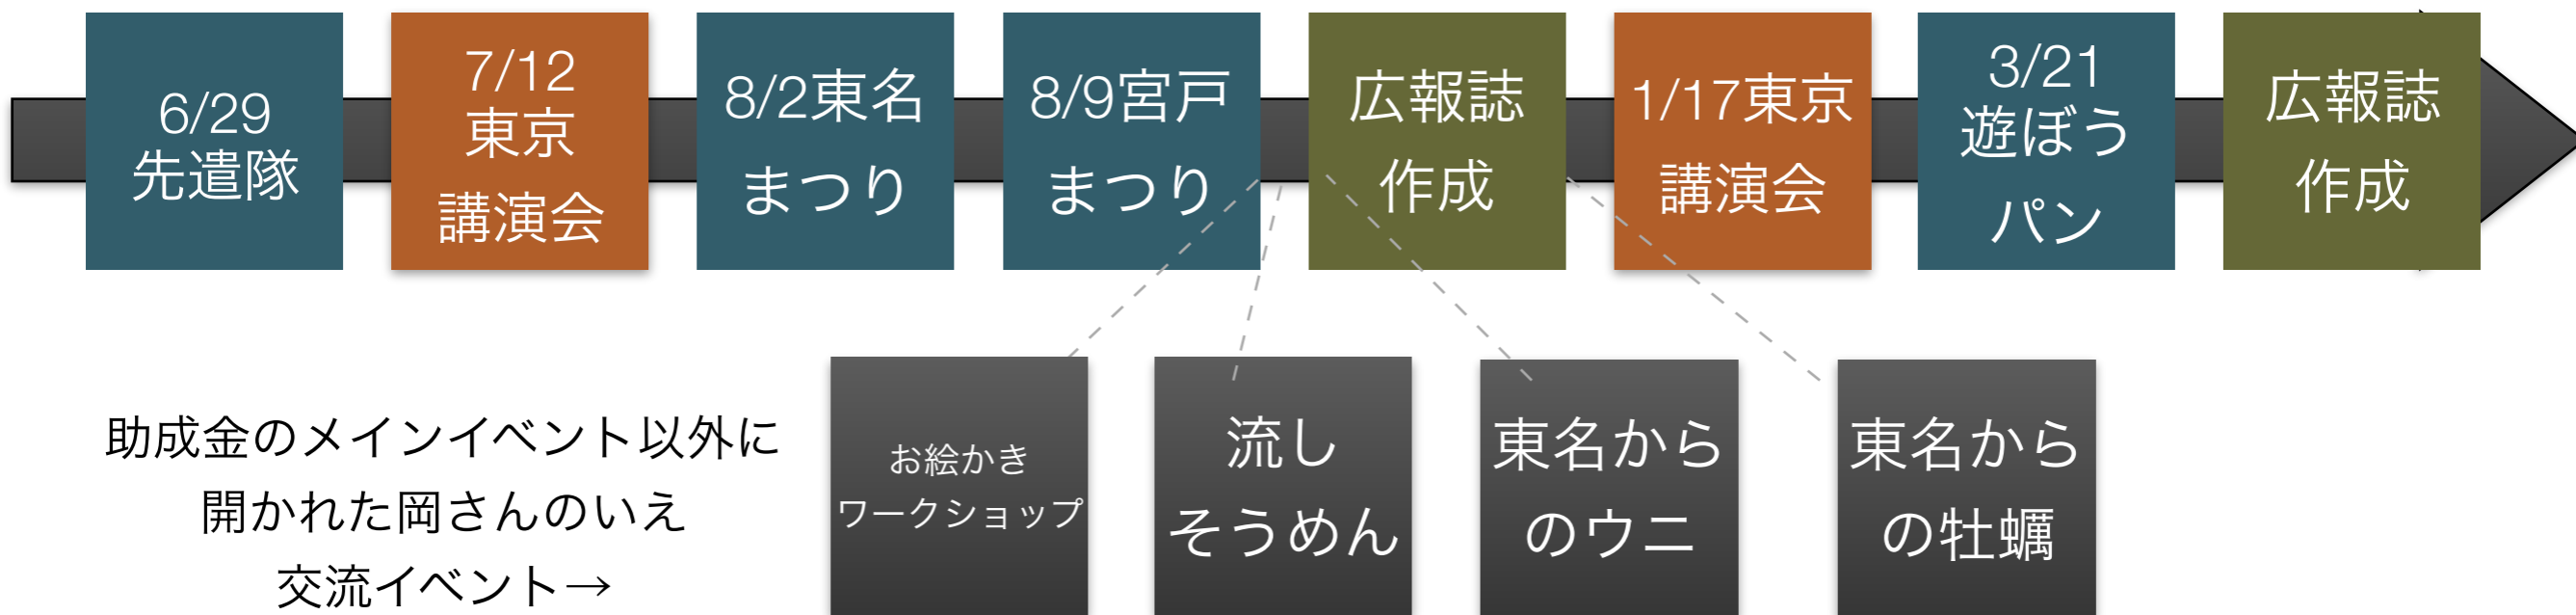 6/29
先遣隊
7/12
東京
講演会
8/2東名
まつり
8/9宮戸
まつり
広報誌
作成
1/17東京
講演会
3/21
遊ぼう
パン
広報誌
作成
助成金のメインイベント以外に
開かれた岡さんのいえ
交流イベント→
お絵かき
ワークショップ
流し
そうめん
東名から
のウニ
東名から
の牡蠣